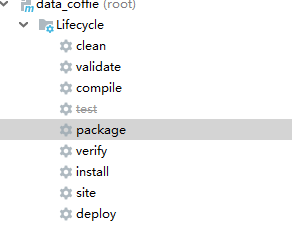 data_coffie (root)
Lifecycle
clean
validate
compile
test
package
verify
install
site
deploy